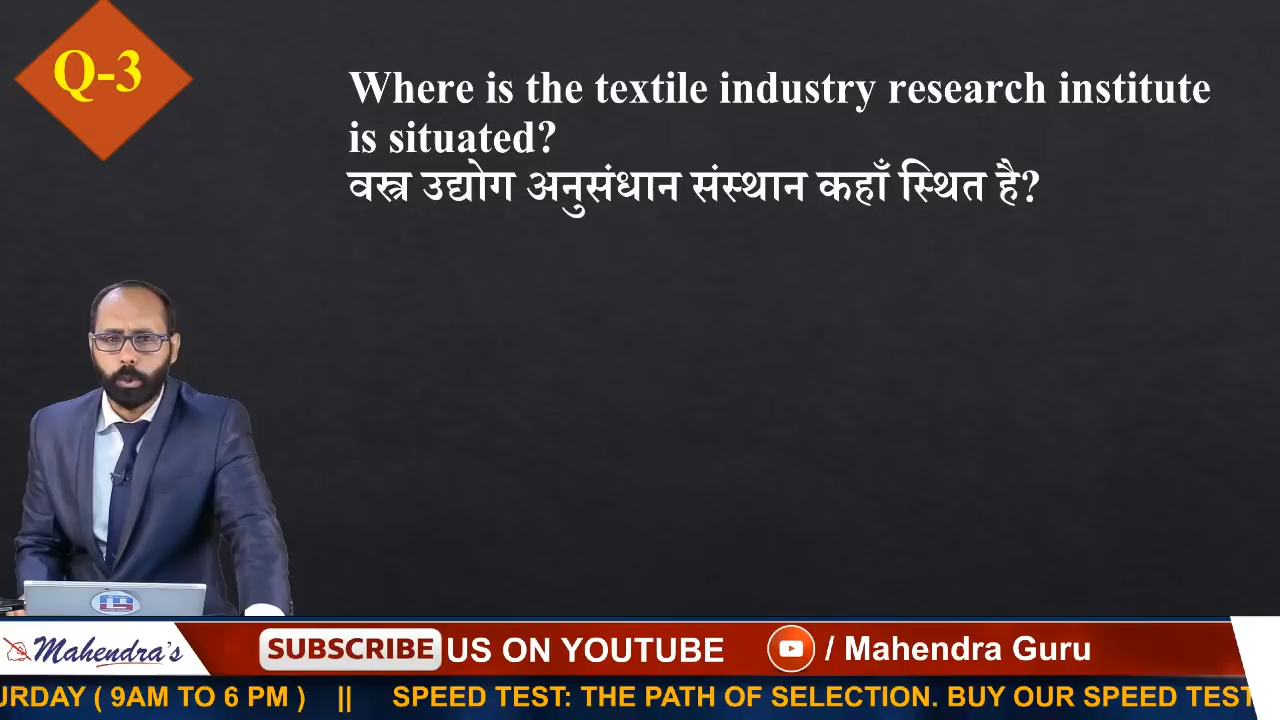 Q-3
Where is the textile industry research institute
is situated?
वस्त्र उद्योग अनुसंधान संस्थान कहाँ स्थित है?
Mahendra's
SUBSCRIBE US ON YOUTUBE
/ Mahendra Guru
URDAY ( 9AM TO 6 PM ) || SPEED TEST: THE PATH OF SELECTION. BUY OUR SPEED TEST